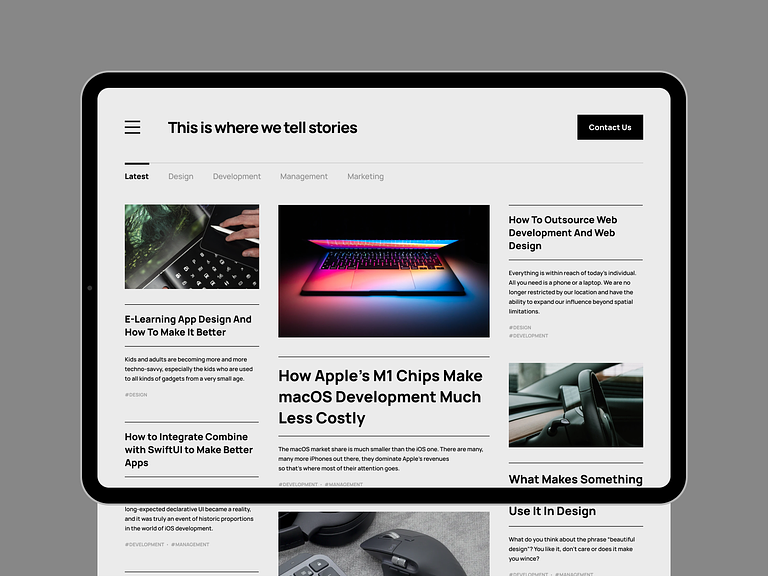 This is where we tell stories
Contact Us
Latest
Design
Development
Management
Marketing
E-Learning App Design And
How To Make It Better
Kids and adults are becoming more and more
techno-savvy, especially the kids who are used
to all kinds of gadgets from a very small age.
#DESIGN
How to Integrate Combine
with SwiftUI to Make Better
Apps
long-expected declarative UI became a reality,
and it was truly an event of historic proportions
in the world of iOS development.
#DEVELOPMENT • #MANAGEMENT
How Apple's M1 Chips Make
macOS Development Much
Less Costly
The macOS market share is much smaller than the iOS one. There are many,
many more iPhones out there, they dominate Apple's revenues
so that's where most of their attention goes.
#DEVELOPMENT • #MANAGEMENT
How To Outsource Web
Development And Web
Design
Everything is within reach of today's individual.
All you need is a phone or a laptop. We are no
longer restricted by our location and have the
ability to expand our influence beyond spatial
limitations.
#DESIGN
#DEVELOPMENT
What Makes Something
Use It In Design
What do you think about the phrase "beautiful
design"? You like it, don't care or does it make
you wince?
#DEVELOPMENT • #MANAGEMENT